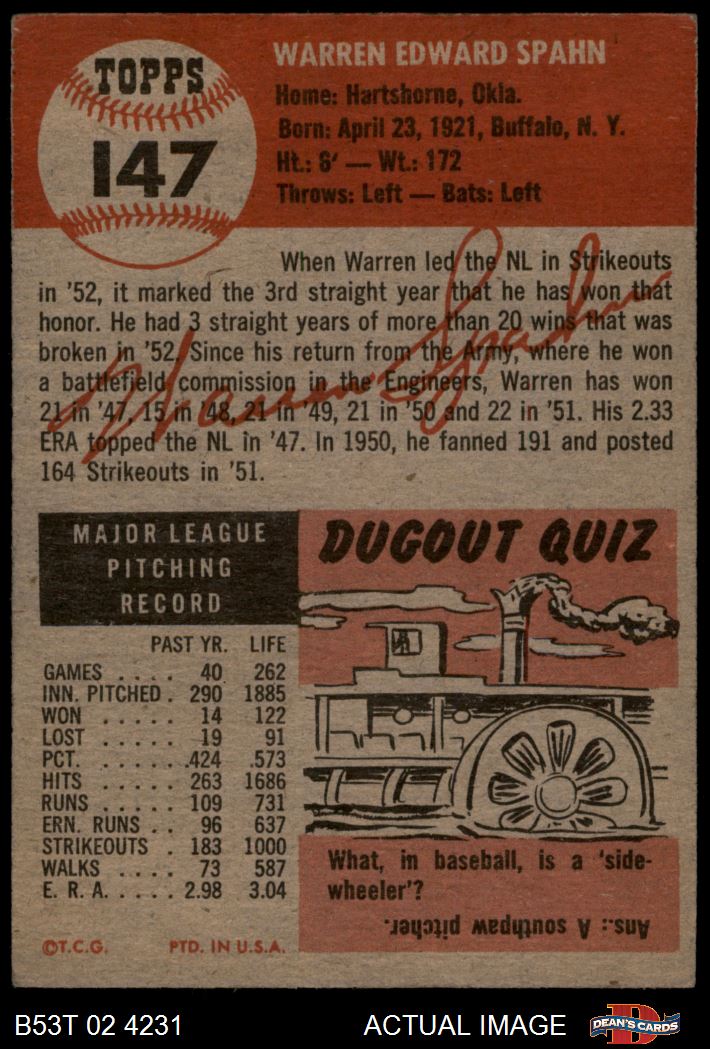 TOPPS
147
WARREN EDWARD SPAHN
Home: Hartshorne, Okla.
Born: April 23, 1921, Buffalo, N. Y.
Ht.: 6' — Wt.: 172
Throws: Left — Bats: Left
When Warren led the NL in Strikeouts
in '52, it marked the 3rd straight year that he has won that
honor. He had 3 straight years of more than 20 wins that was
broken in '52. Since his return from the Army, where he won
a battlefield commission in the Engineers, Warren has won
21 in '47, 15 in '48, 21 in '49, 21 in '50 and 22 in '51. His 2.33
ERA topped the NL in '47. In 1950, he fanned 191 and posted
164 Strikeouts in '51.
Warren Spahn
MAJOR LEAGUE
PITCHING
RECORD
PAST YR. LIFE
GAMES .... 40 262
INN. PITCHED . 290 1885
WON ..... 14 122
LOST ..... 19 91
PCT. ..... .424 .573
HITS ..... 263 1686
RUNS ..... 109 731
ERN. RUNS .. 96 637
STRIKEOUTS . 183 1000
WALKS .... 73 587
E. R. A. .... 2.98 3.04
©T.C.G. PTD. IN U.S.A.
DUGOUT QUIZ
What, in baseball, is a 'side-
wheeler'?
Ans.: A southpaw pitcher.
B53T 02 4231 ACTUAL IMAGE
D
DEAN'S CARDS